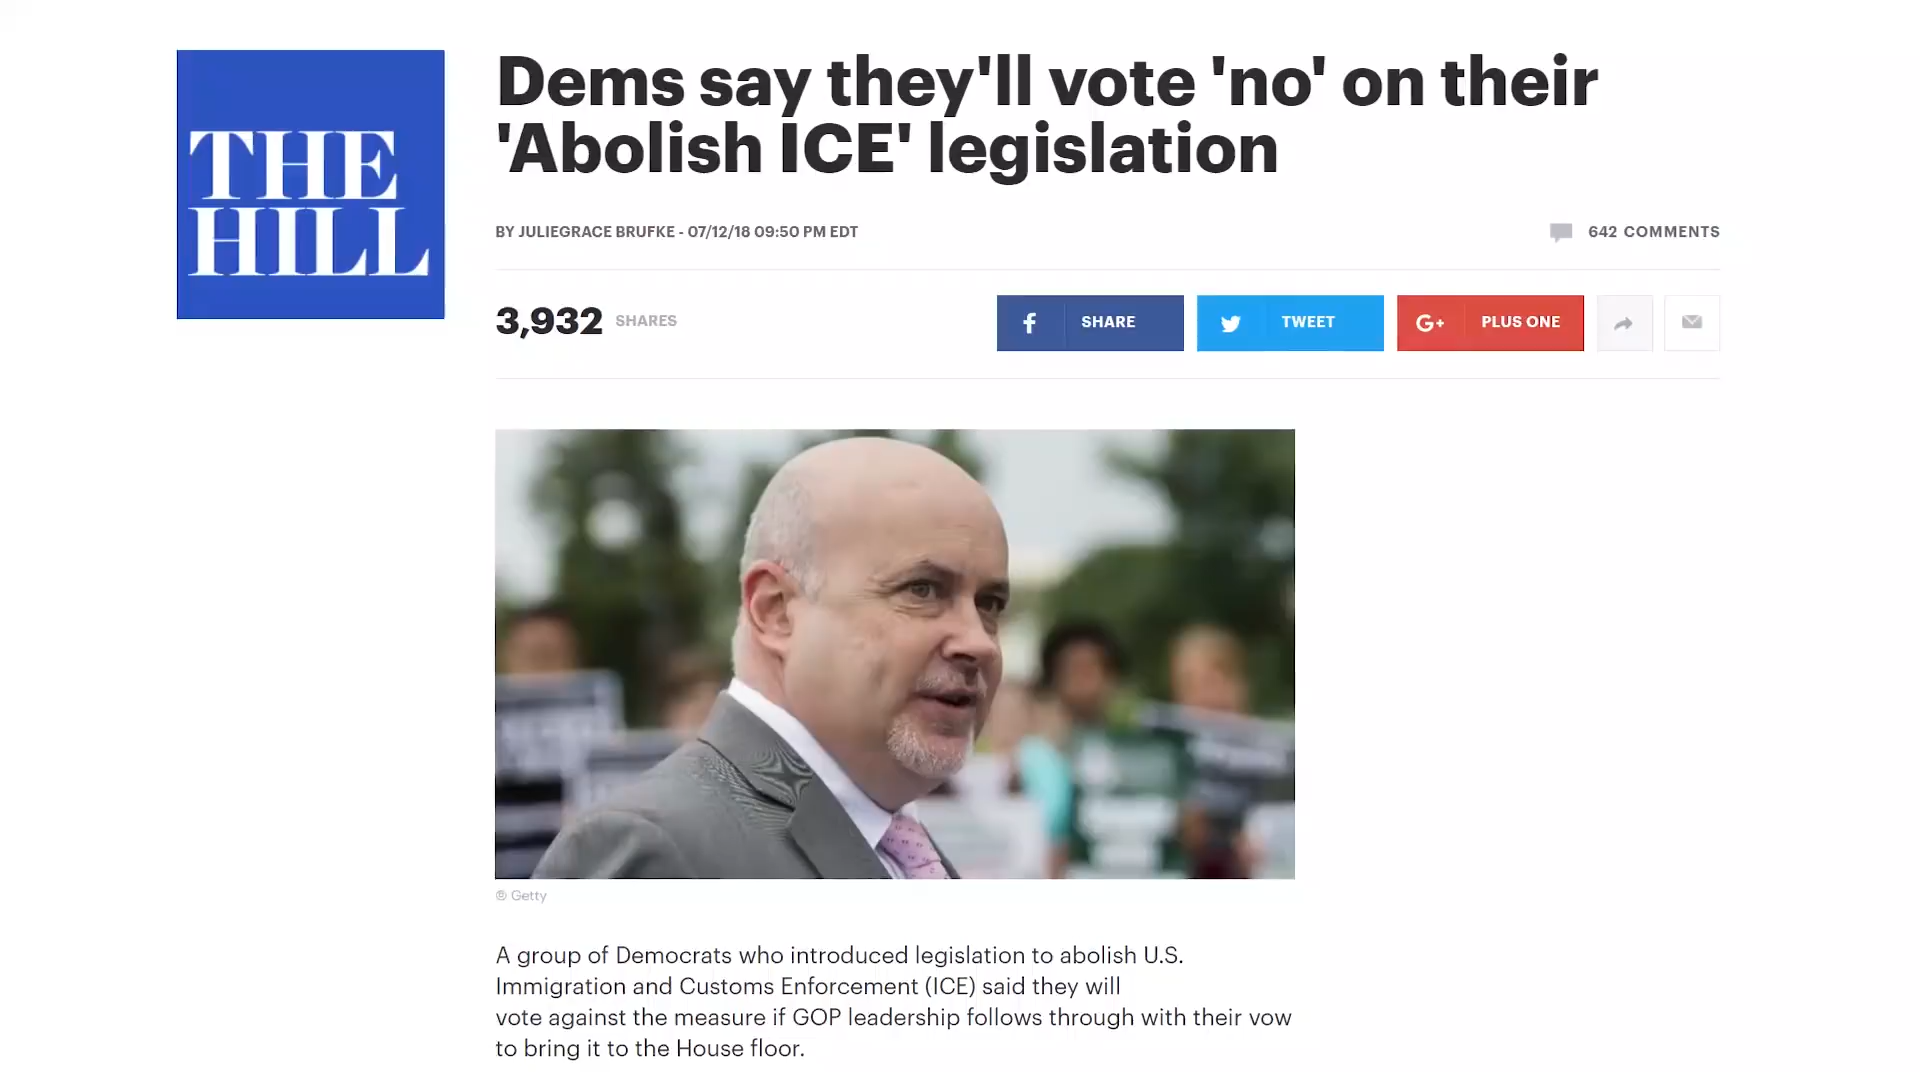 THE
HILL
Dems say they'll vote 'no' on their
'Abolish ICE' legislation
BY JULIEGRACE BRUFKE - 07/12/18 09:50 PM EDT
642 COMMENTS
3,932 SHARES
SHARE
TWEET
G+ PLUS ONE
© Getty
A group of Democrats who introduced legislation to abolish U.S.
Immigration and Customs Enforcement (ICE) said they will
vote against the measure if GOP leadership follows through with their vow
to bring it to the House floor.